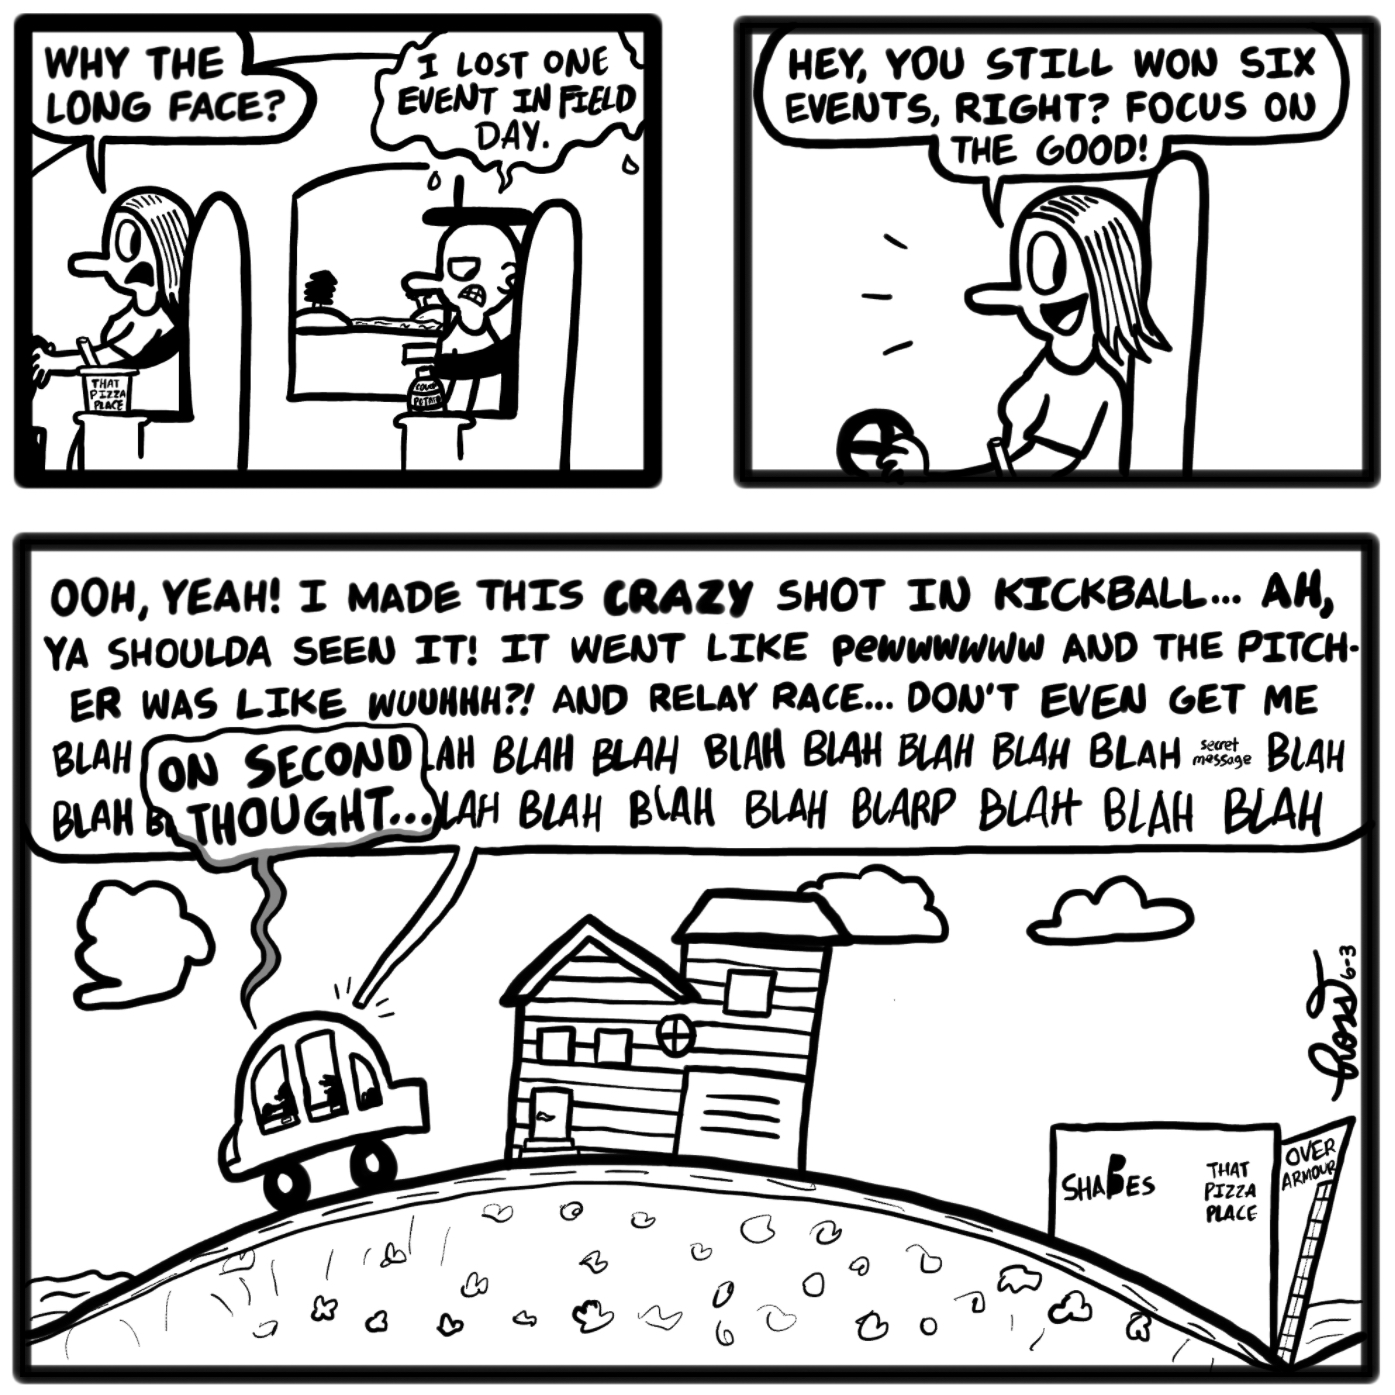 WHY THE
LONG FACE?
I LOST ONE
EVENT IN FIELD
DAY.
THAT
PIZZA
PLACE
HEY, YOU STILL WON SIX
EVENTS, RIGHT? FOCUS ON
THE GOOD!
OOH, YEAH! I MADE THIS CRAZY SHOT IN KICKBALL... AH,
YA SHOULDA SEEN IT! IT WENT LIKE PeWWWWWW AND THE PITCH-
ER WAS LIKE WUUHHH?! AND RELAY RACE... DON'T EVEN GET ME
BLAH LAH BLAH BLAH BLAH BLAH BLAH BLAH BLAH secret message BLAH
BLAH B LAH BLAH BLAH BLAH BLARP BLAH BLAH BLAH
ON SECOND
THOUGHT...
Ross 6-3
SHABES
THAT
PIZZA
PLACE
OVER
ARMOUR